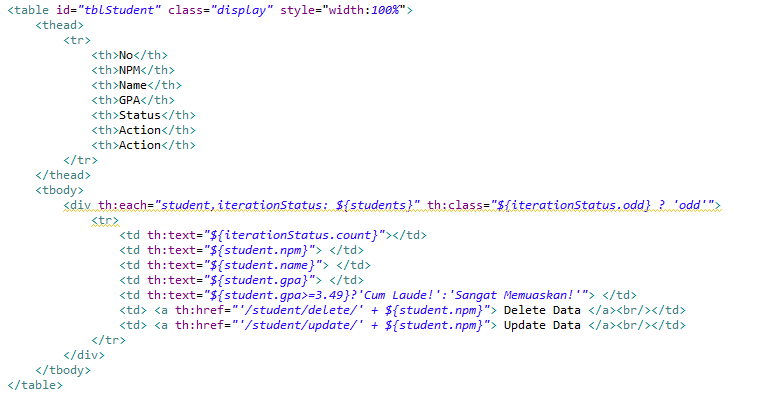 <table id="tblStudent" class="display" style="width:100%">
<thead>
<tr>
<th>No</th>
<th>NPM</th>
<th>Name</th>
<th>GPA</th>
<th>Status</th>
<th>Action</th>
<th>Action</th>
</tr>
</thead>
<tbody>
<div th:each="student,iterationStatus: ${students}" th:class="${iterationStatus.odd} ? 'odd'">
<tr>
<td th:text="${iterationStatus.count}"></td>
<td th:text="${student.npm}"> </td>
<td th:text="${student.name}"> </td>
<td th:text="${student.gpa}"> </td>
<td th:text="${student.gpa>=3.49}?'Cum Laude!':'Sangat Memuaskan!'"> </td>
<td> <a th:href="'/student/delete/' + ${student.npm}"> Delete Data </a><br/></td>
<td> <a th:href="'/student/update/' + ${student.npm}"> Update Data </a><br/></td>
</tr>
</div>
</tbody>
</table>